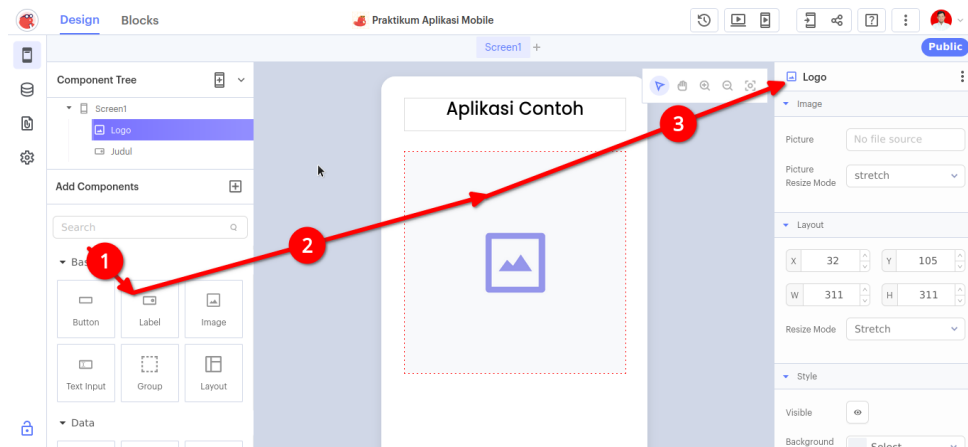 Design Blocks Praktikum Aplikasi Mobile
Screen1 +
Public
Component Tree
Screen1
Logo
Judul
Add Components
Search
Button Label Image
Text Input Group Layout
Data
1
2
3
Aplikasi Contoh
Logo
Image
Picture No file source
Picture
Resize Mode stretch
Layout
X 32 Y 105
W 311 H 311
Resize Mode Stretch
Style
Visible
Background Select